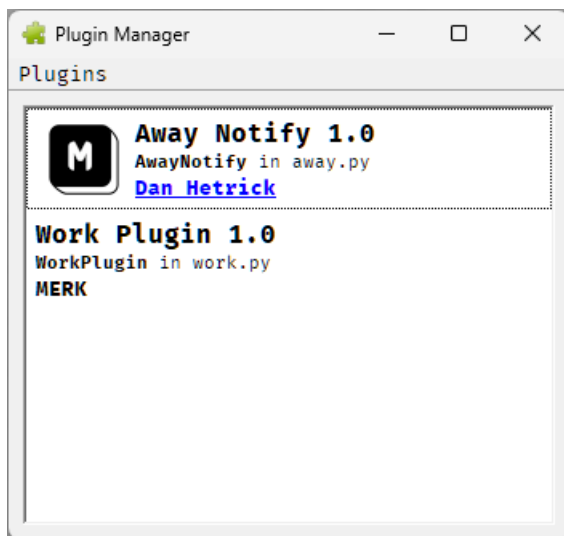 Plugin Manager
Plugins
M
Away Notify 1.0
AwayNotify in away.py
Dan Hetrick
Work Plugin 1.0
WorkPlugin in work.py
MERK